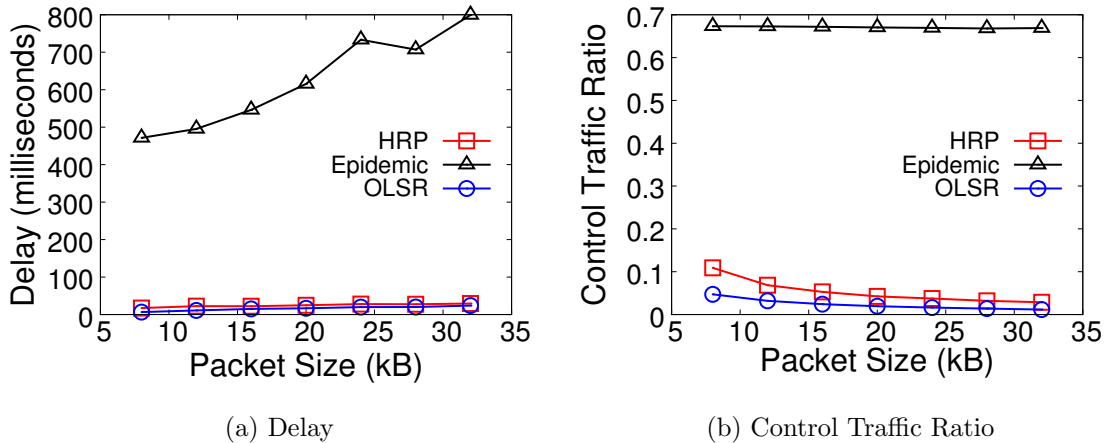 Delay (milliseconds)
800
700
600
500
400
300
200
100
0
HRP
Epidemic
OLSR
5 10 15 20 25 30 35
Packet Size (kB)
(a) Delay
Control Traffic Ratio
0.7
0.6
0.5
0.4
0.3
0.2
0.1
0
HRP
Epidemic
OLSR
5 10 15 20 25 30 35
Packet Size (kB)
(b) Control Traffic Ratio